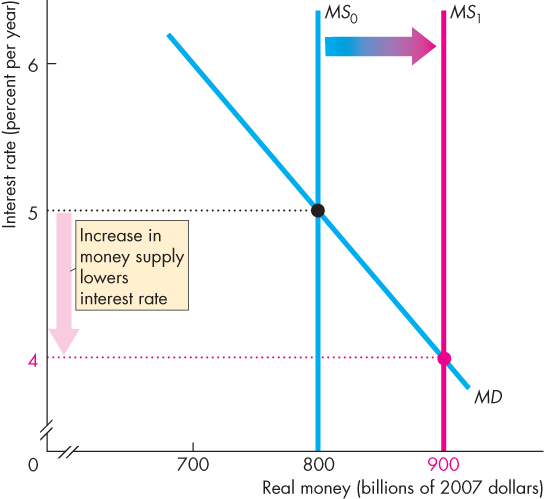 Interest rate (percent per year)
MS₀
MS₁
6
5
Increase in
money supply
lowers
interest rate
4
MD
0
700
800
900
Real money (billions of 2007 dollars)